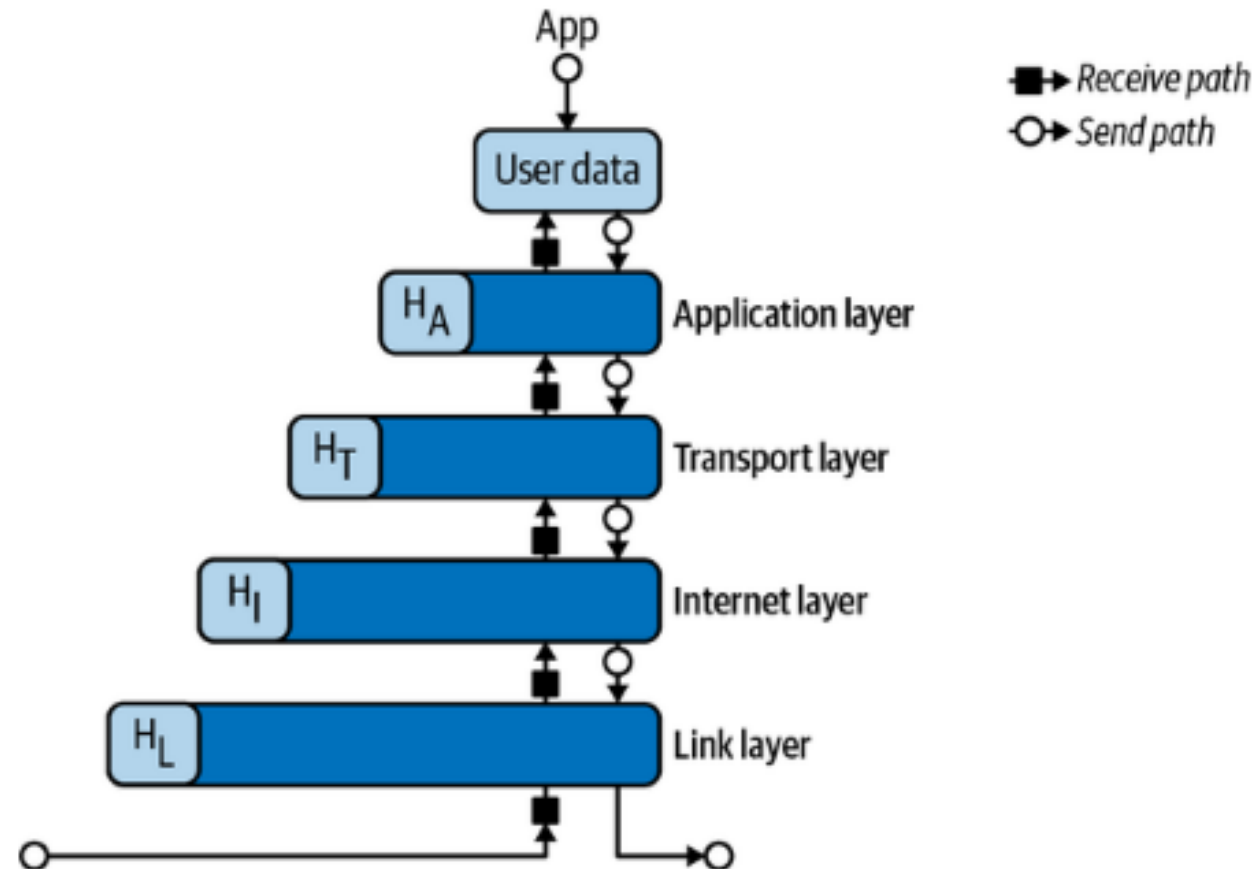 App
Receive path
Send path
User data
HA
Application layer
HT
Transport layer
HI
Internet layer
HL
Link layer